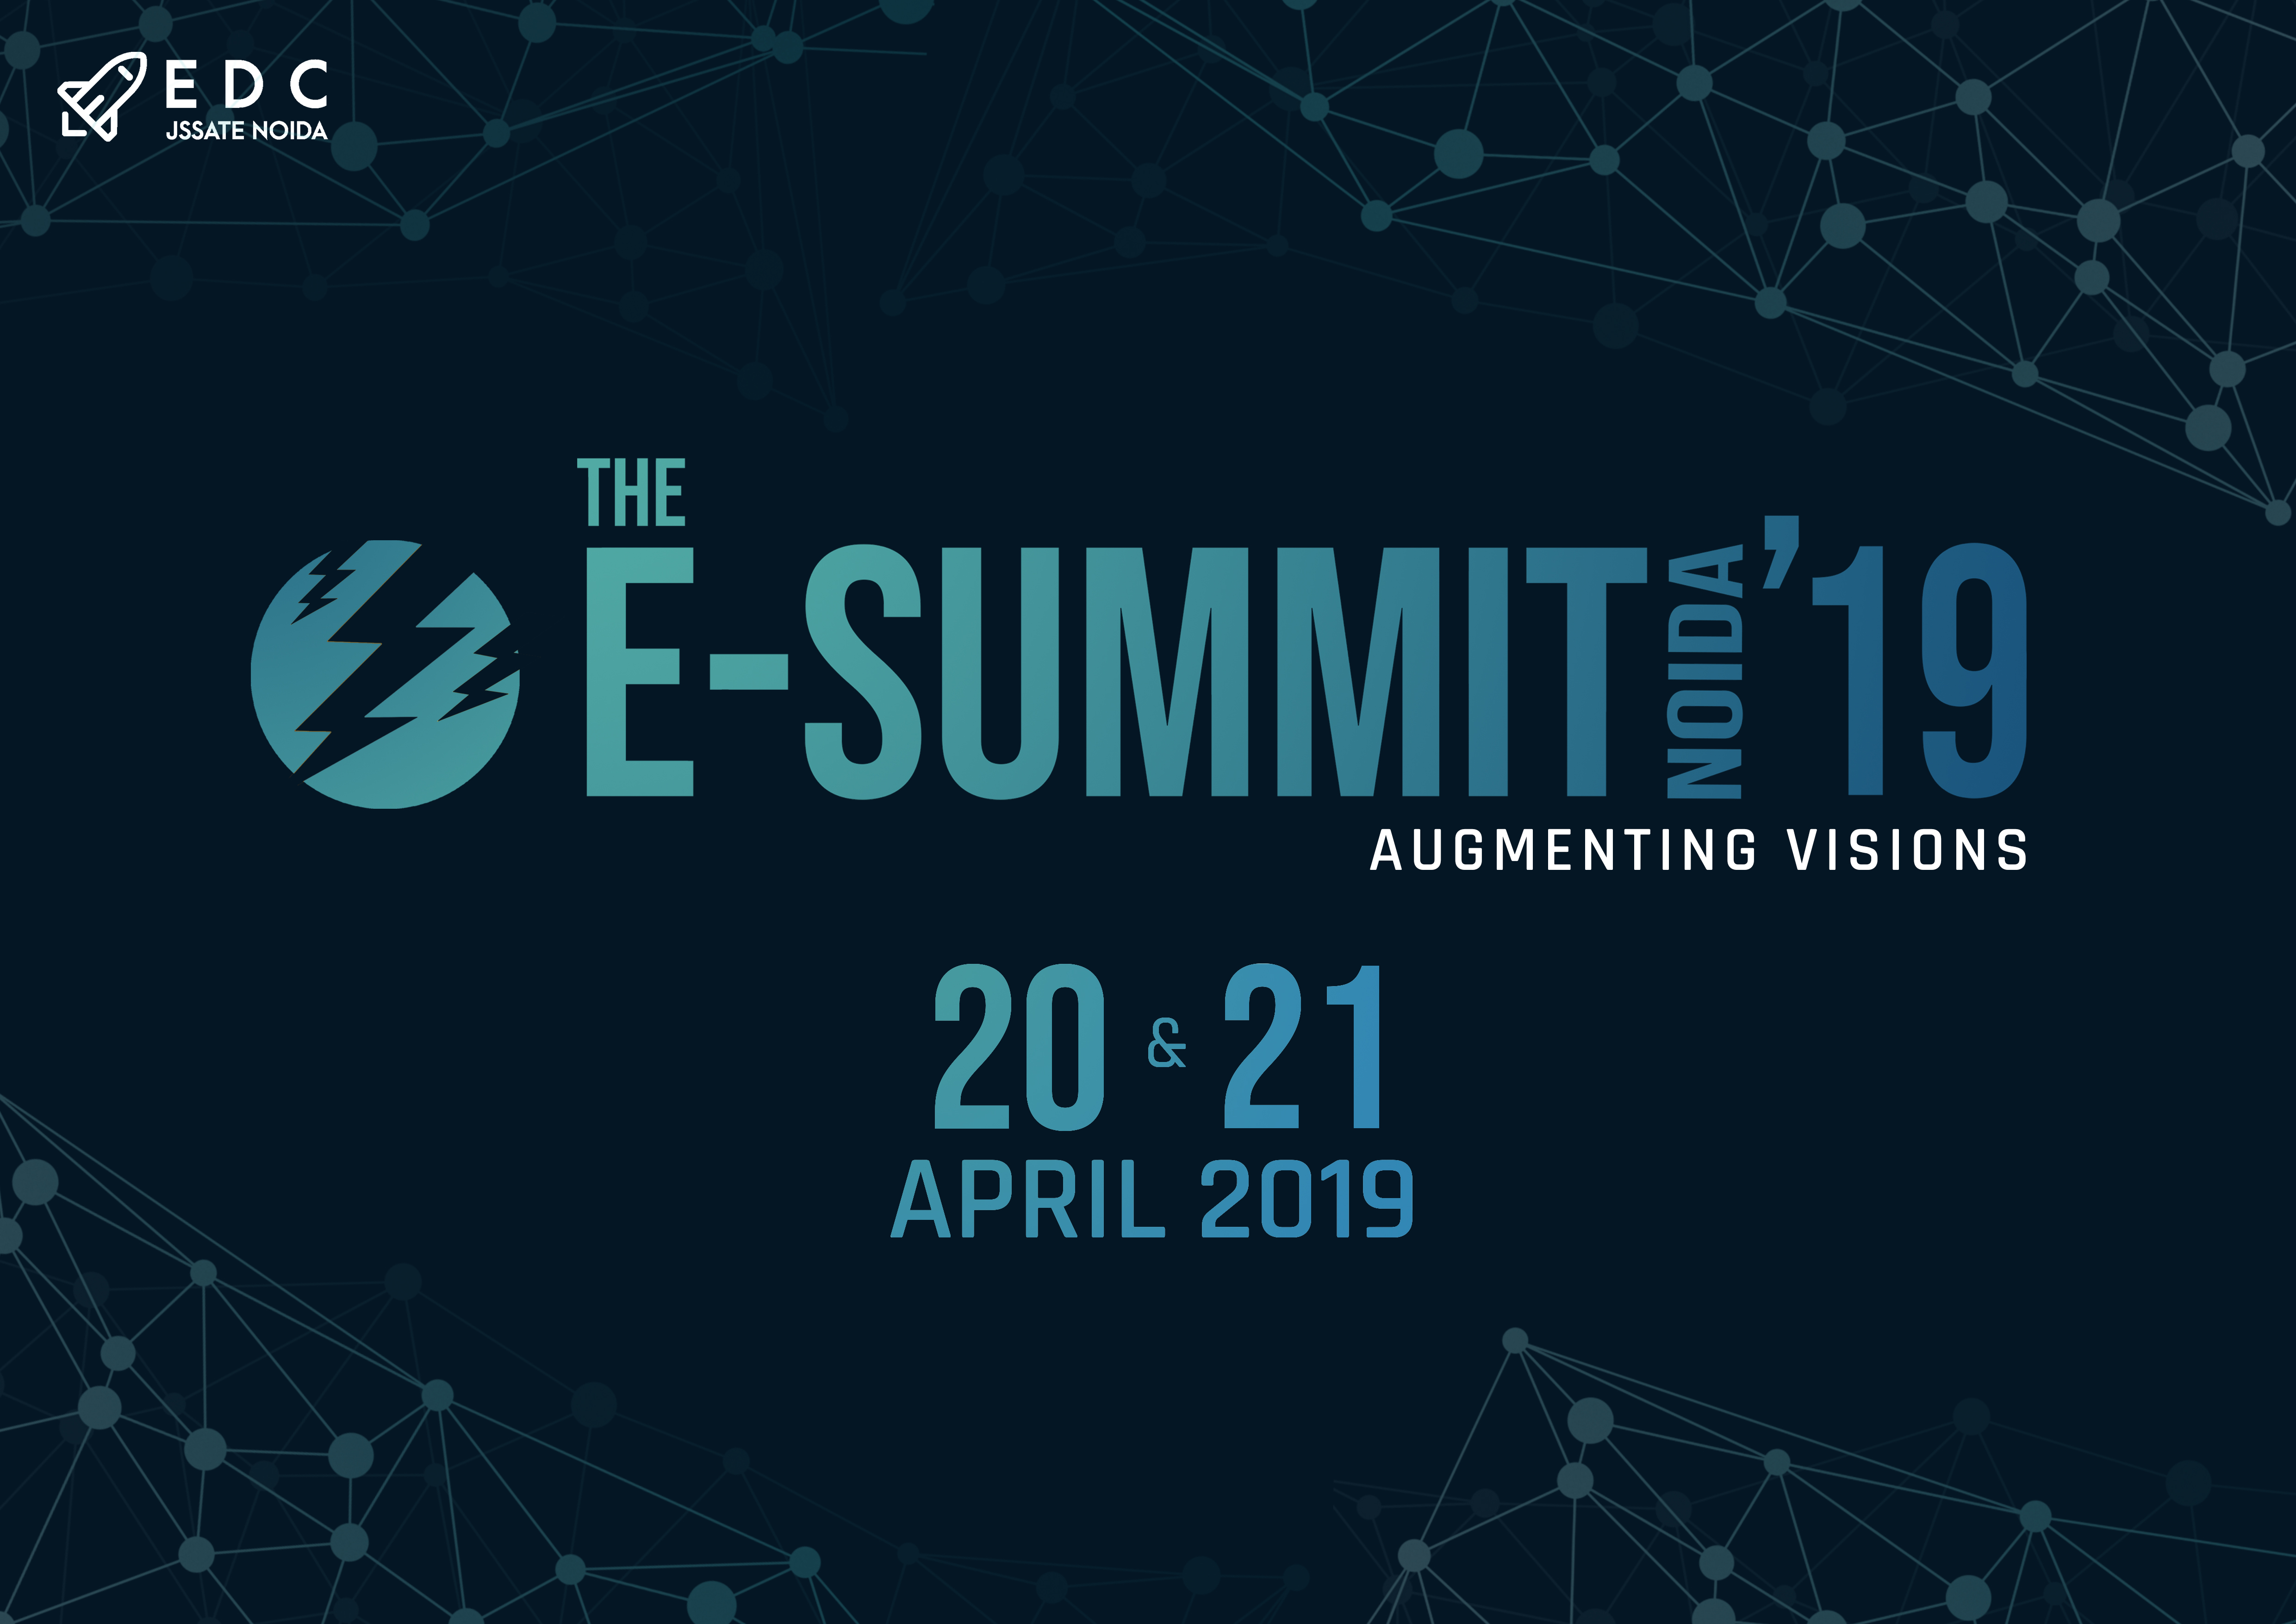 EDC
JSSATE NOIDA
THE
E-SUMMIT NOIDA '19
AUGMENTING VISIONS
20 & 21
APRIL 2019